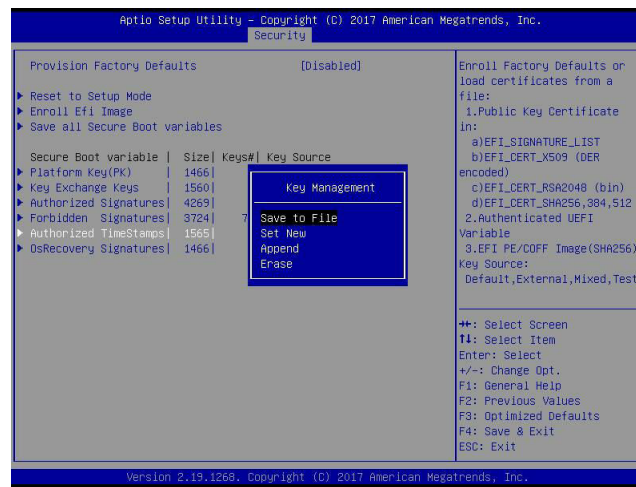 Aptio Setup Utility – Copyright (C) 2017 American Megatrends, Inc.
Security
Provision Factory Defaults [Disabled]
▶ Reset to Setup Mode
▶ Enroll Efi Image
▶ Save all Secure Boot variables
Secure Boot variable | Size| Keys#| Key Source
▶ Platform Key(PK) | 1466|
▶ Key Exchange Keys | 1560|
▶ Authorized Signatures| 4269|
▶ Forbidden Signatures| 3724| 7
▶ Authorized TimeStamps| 1565|
▶ OsRecovery Signatures| 1466|
Key Management
Save to File
Set New
Append
Erase
Enroll Factory Defaults or
load certificates from a
file:
1.Public Key Certificate
in:
a)EFI_SIGNATURE_LIST
b)EFI_CERT_X509 (DER
encoded)
c)EFI_CERT_RSA2048 (bin)
d)EFI_CERT_SHA256,384,512
2.Authenticated UEFI
Variable
3.EFI PE/COFF Image(SHA256)
Key Source:
Default,External,Mixed,Test
→←: Select Screen
↑↓: Select Item
Enter: Select
+/-: Change Opt.
F1: General Help
F2: Previous Values
F3: Optimized Defaults
F4: Save & Exit
ESC: Exit
Version 2.19.1268. Copyright (C) 2017 American Megatrends, Inc.